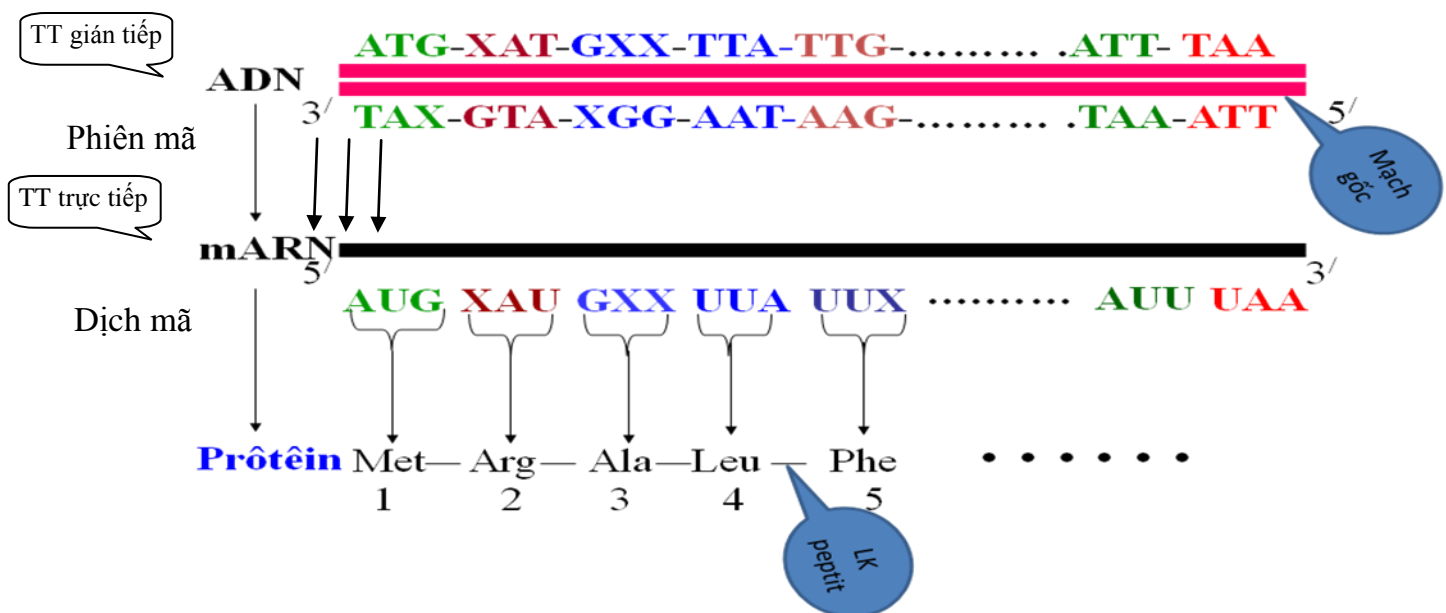 TT gián tiếp
ATG-XAT-GXX-TTA-TTG-……… .ATT- TAA
ADN
3/
5/
TAX-GTA-XGG-AAT-AAG-……… .TAA-ATT
Phiên mã
Mạch
gốc
TT trực tiếp
mARN
5/
3/
AUG XAU GXX UUA UUX ……… AUU UAA
Dịch mã
Prôtêin Met— Arg— Ala—Leu — Phe • • • • • •
1 2 3 4 5
LK
peptit